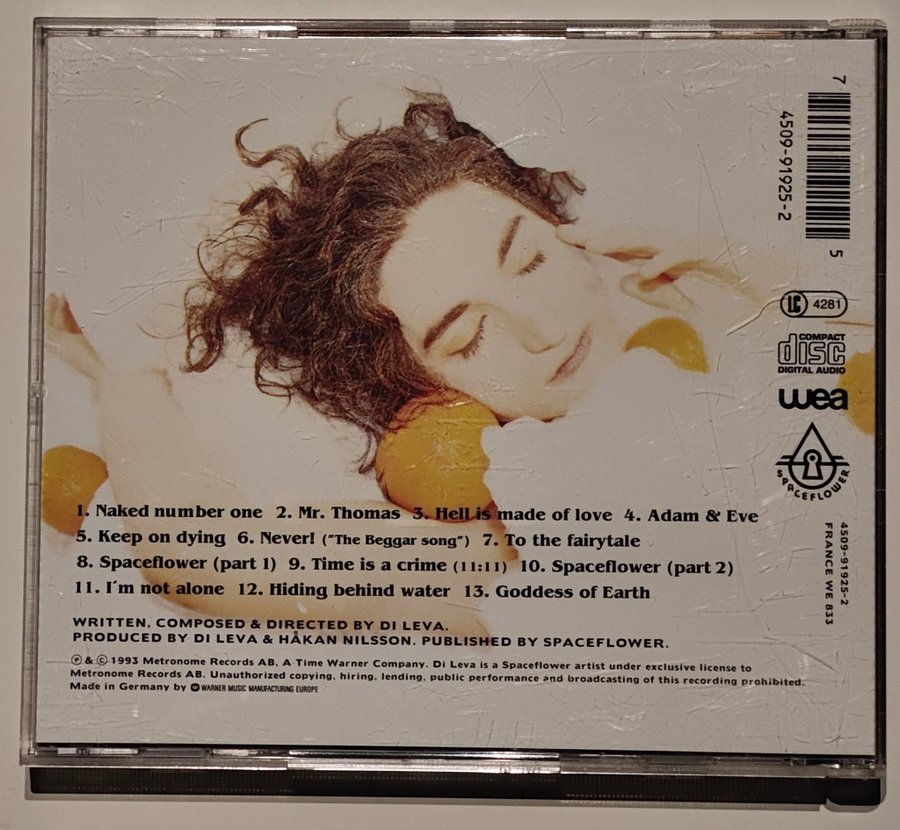 7
4509-91925-2
5
LC 4281
COMPACT
disc
DIGITAL AUDIO
wea
SPACEFLOWER
4509-91925-2
FRANCE WE 833
1. Naked number one 2. Mr. Thomas 3. Hell is made of love 4. Adam & Eve
5. Keep on dying 6. Never! ("The Beggar song") 7. To the fairytale
8. Spaceflower (part 1) 9. Time is a crime (11:11) 10. Spaceflower (part 2)
11. I´m not alone 12. Hiding behind water 13. Goddess of Earth
WRITTEN, COMPOSED & DIRECTED BY DI LEVA.
PRODUCED BY DI LEVA & HÅKAN NILSSON. PUBLISHED BY SPACEFLOWER.
℗ & © 1993 Metronome Records AB, A Time Warner Company. Di Leva is a Spaceflower artist under exclusive license to
Metronome Records AB. Unauthorized copying, hiring, lending, public performance and broadcasting of this recording prohibited.
Made in Germany by WARNER MUSIC MANUFACTURING EUROPE